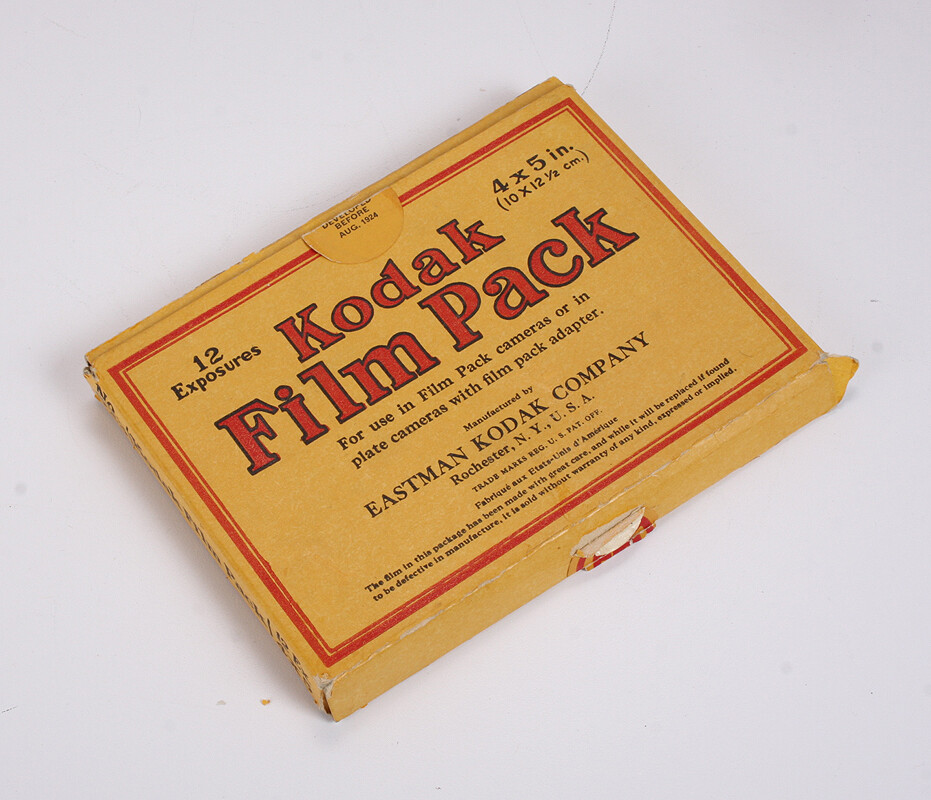 DEVELOPED
BEFORE
AUG. 1924
4 x 5 in.
(10 X 12 ½ cm.)
12
Exposures
Kodak
Film Pack
For use in Film Pack cameras or in
plate cameras with film pack adapter.
Manufactured by
EASTMAN KODAK COMPANY
Rochester, N. Y., U. S. A.
TRADE MARKS REG. U. S. PAT. OFF.
Fabriqué aux Etats-Unis d'Amérique
The film in this package has been made with great care, and while it will be replaced if found
to be defective in manufacture, it is sold without warranty of any kind, expressed or implied.